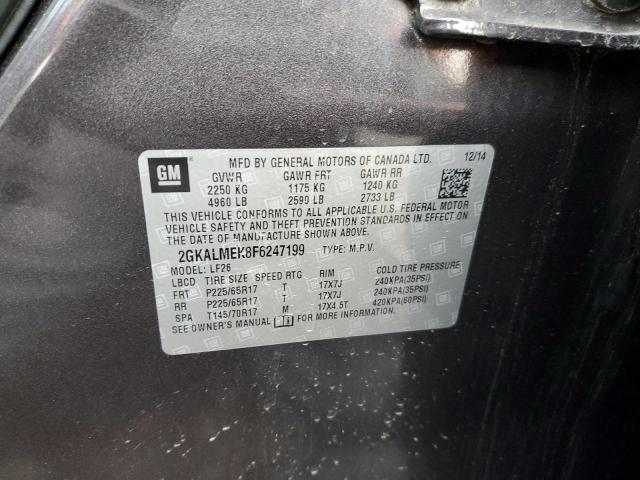 GM
MFD BY GENERAL MOTORS OF CANADA LTD. 12/14
GVWR GAWR FRT GAWR RR
2250 KG 1175 KG 1240 KG
4960 LB 2590 LB 2733 LB
THIS VEHICLE CONFORMS TO ALL APPLICABLE U.S. FEDERAL MOTOR
VEHICLE SAFETY AND THEFT PREVENTION STANDARDS IN EFFECT ON
THE DATE OF MANUFACTURE SHOWN ABOVE.
2GKALMEK8F6247199 TYPE: M.P.V.
MODEL: LF26
LBCD TIRE SIZE SPEED RTG RIM COLD TIRE PRESSURE
FRT P225/65R17 T 17X7J 240KPA(35PSI)
RR P225/65R17 T 17X7J 240KPA(35PSI)
SPA T145/70R17 M 17X4.5T 420KPA(60PSI)
SEE OWNER'S MANUAL FOR MORE INFORMATION.